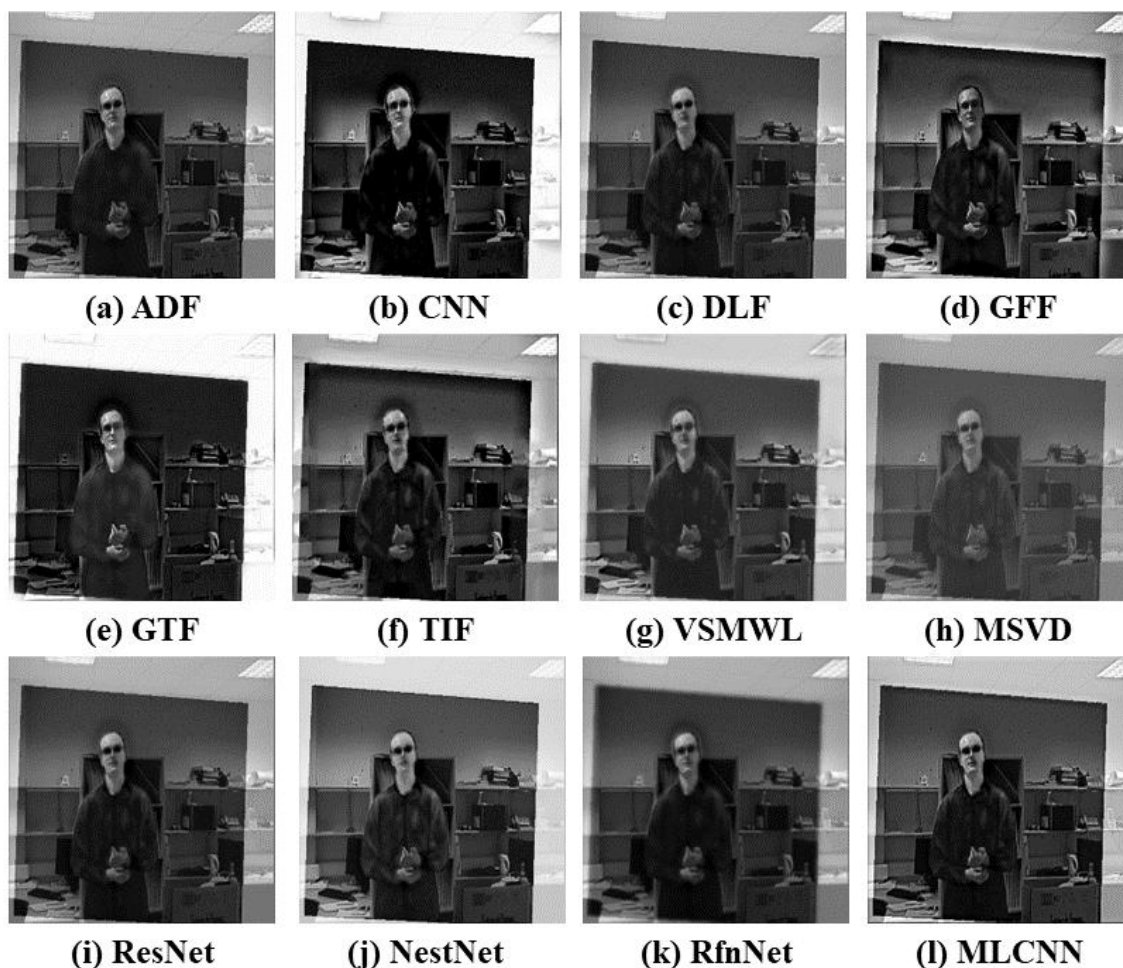 (a) ADF
(b) CNN
(c) DLF
(d) GFF
(e) GTF
(f) TIF
(g) VSMWL
(h) MSVD
(i) ResNet
(j) NestNet
(k) RfnNet
(l) MLCNN